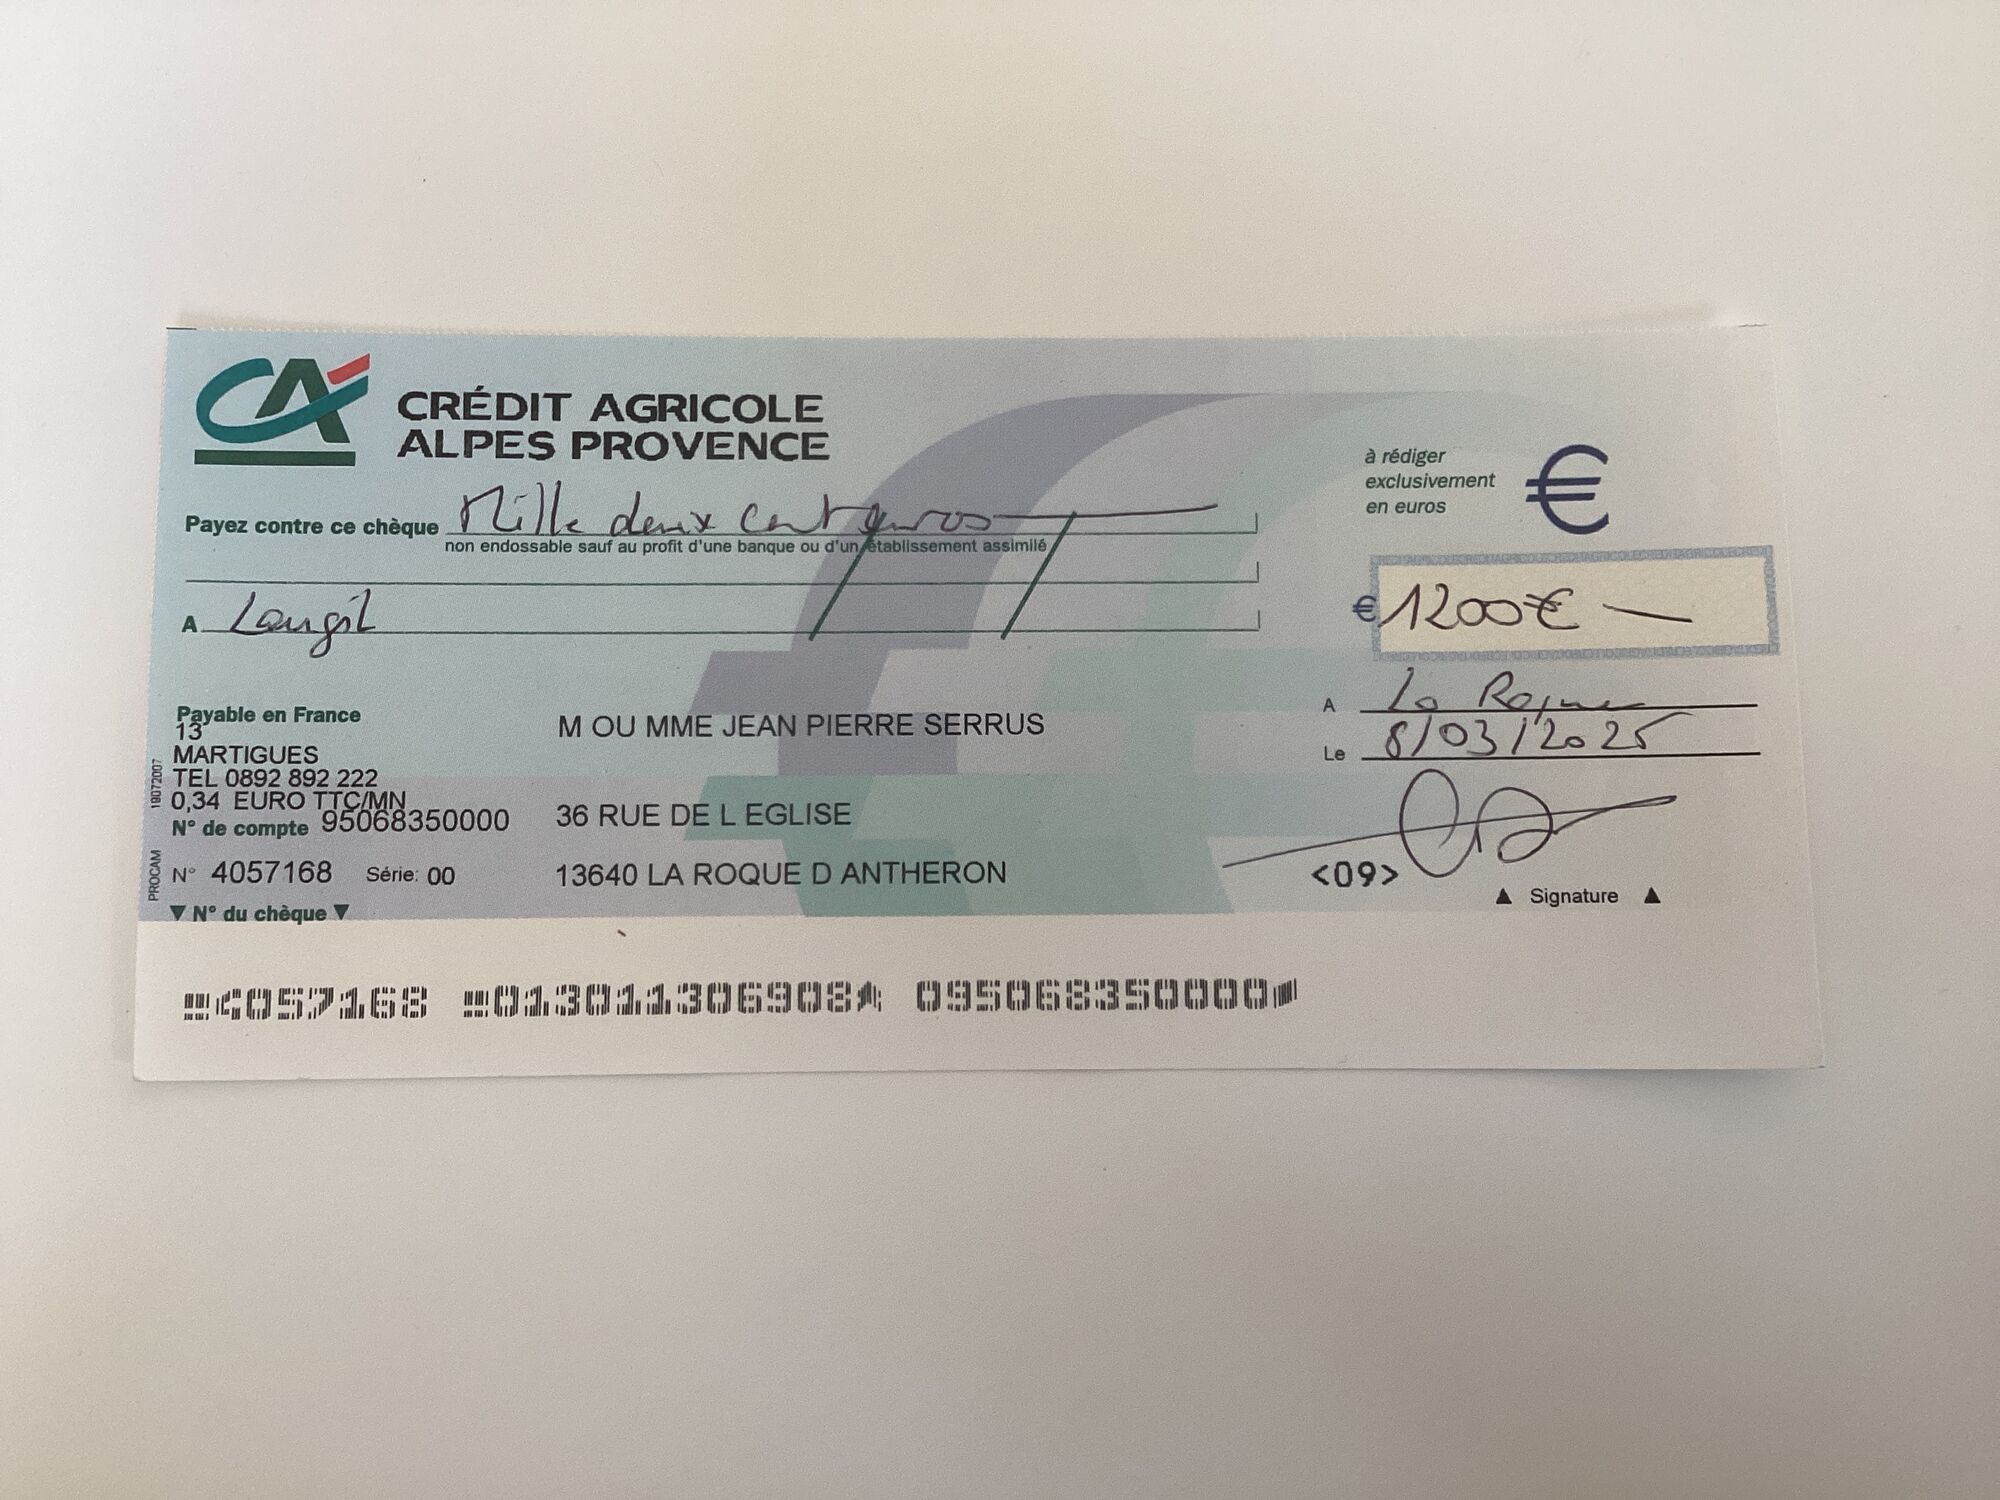 CA
CRÉDIT AGRICOLE
ALPES PROVENCE
à rédiger
exclusivement
en euros
€
Payez contre ce chèque Mille deux cent euros
non endossable sauf au profit d'une banque ou d'un établissement assimilé
€ 1200€
A
A La Roque
Le 8/03/2025
Payable en France
13
MARTIGUES
TEL 0892 892 222
0,34 EURO TTC/MN
N° de compte 95068350000
N° 4057168 Série: 00
▼ N° du chèque ▼
PROCAM 19072007
M OU MME JEAN PIERRE SERRUS
36 RUE DE L EGLISE
13640 LA ROQUE D ANTHERON
<09>
▲ Signature ▲
4057168 013011306908 095068350000